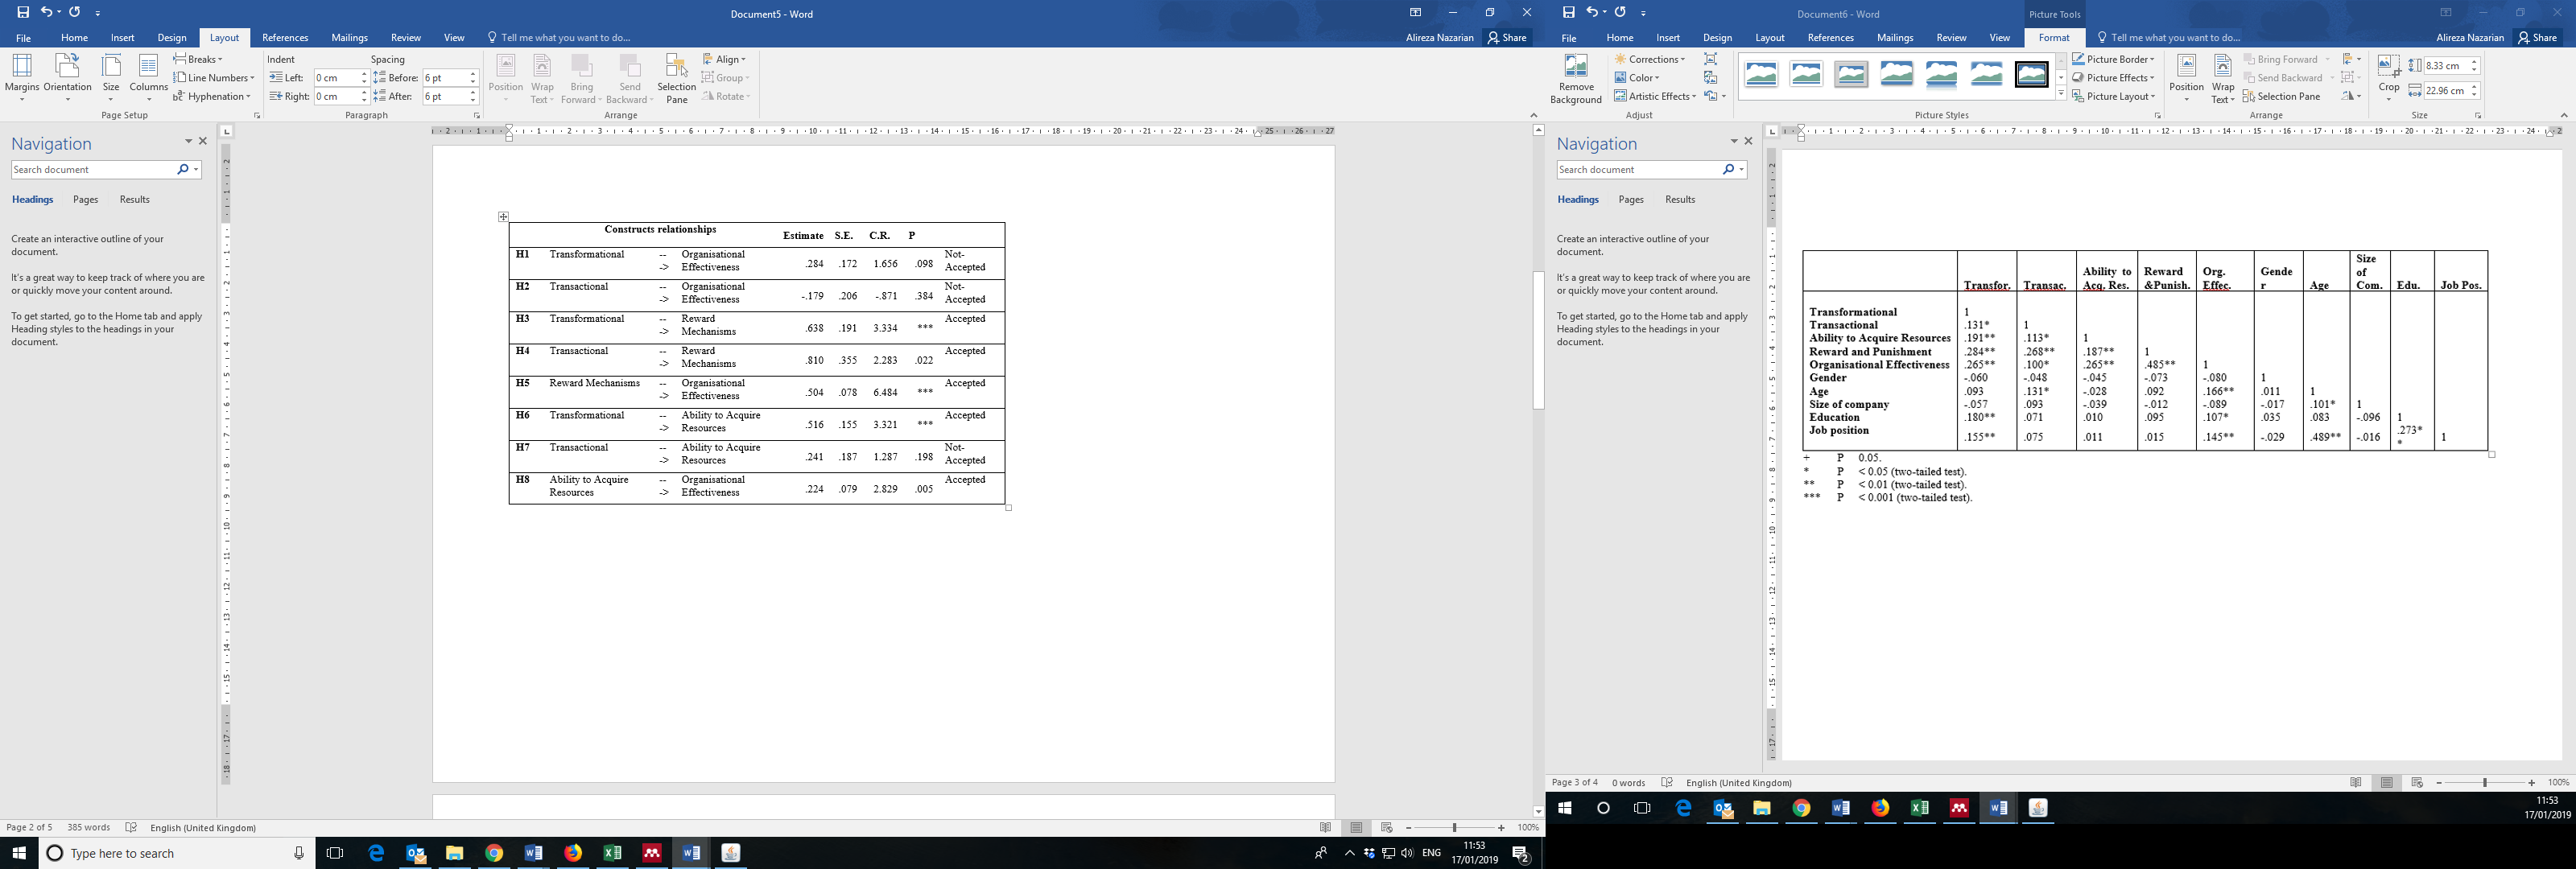 Document5 - Word
File Home Insert Design Layout References Mailings Review View Tell me what you want to do...
Alireza Nazarian Share
Margins Orientation Size Columns
Breaks
Line Numbers
Hyphenation
Page Setup
Indent Spacing
Left: 0 cm Before: 6 pt
Right: 0 cm After: 6 pt
Paragraph
Position Wrap Text Bring Forward Send Backward Selection Pane
Align
Group
Rotate
Arrange
Navigation
Search document
Headings Pages Results
Create an interactive outline of your
document.
It's a great way to keep track of where you are
or quickly move your content around.
To get started, go to the Home tab and apply
Heading styles to the headings in your
document.
Constructs relationships Estimate S.E. C.R. P
H1 Transformational --> Organisational Effectiveness .284 .172 1.656 .098 Not-Accepted
H2 Transactional --> Organisational Effectiveness -.179 .206 -.871 .384 Not-Accepted
H3 Transformational --> Reward Mechanisms .638 .191 3.334 *** Accepted
H4 Transactional --> Reward Mechanisms .810 .355 2.283 .022 Accepted
H5 Reward Mechanisms --> Organisational Effectiveness .504 .078 6.484 *** Accepted
H6 Transformational --> Ability to Acquire Resources .516 .155 3.321 *** Accepted
H7 Transactional --> Ability to Acquire Resources .241 .187 1.287 .198 Not-Accepted
H8 Ability to Acquire Resources --> Organisational Effectiveness .224 .079 2.829 .005 Accepted
Page 2 of 5 385 words English (United Kingdom)
100%
Type here to search
ENG
11:53
17/01/2019
2
Document6 - Word
Picture Tools
File Home Insert Design Layout References Mailings Review View Format Tell me what you want to do...
Alireza Nazarian Share
Remove Background
Corrections
Color
Artistic Effects
Adjust
Picture Styles
Picture Border
Picture Effects
Picture Layout
Position Wrap Text
Bring Forward
Send Backward
Selection Pane
Arrange
Crop
8.33 cm
22.96 cm
Size
Navigation
Search document
Headings Pages Results
Create an interactive outline of your
document.
It's a great way to keep track of where you are
or quickly move your content around.
To get started, go to the Home tab and apply
Heading styles to the headings in your
document.
Transfor. Transac. Ability to Acq. Res. Reward &Punish. Org. Effec. Gender Age Size of Com. Edu. Job Pos.
Transformational 1
Transactional .131* 1
Ability to Acquire Resources .191** .113* 1
Reward and Punishment .284** .268** .187** 1
Organisational Effectiveness .265** .100* .265** .485** 1
Gender -.060 -.048 -.045 -.073 -.080 1
Age .093 .131* -.028 .092 .166** .011 1
Size of company -.057 .093 -.039 -.012 -.089 -.017 .101* 1
Education .180** .071 .010 .095 .107* .035 .083 -.096 1
Job position .155** .075 .011 .015 .145** -.029 .489** -.016 .273** 1
+ P 0.05.
* P < 0.05 (two-tailed test).
** P < 0.01 (two-tailed test).
*** P < 0.001 (two-tailed test).
Page 3 of 4 0 words English (United Kingdom)
100%
11:53
17/01/2019